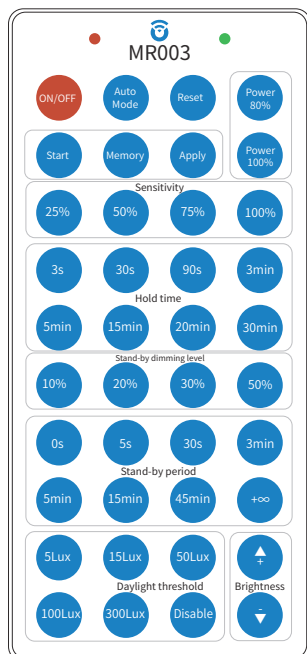 MR003
ON/OFF
Auto
Mode
Reset
Power
80%
Start
Memory
Apply
Power
100%
Sensitivity
25%
50%
75%
100%
3s
30s
90s
3min
Hold time
5min
15min
20min
30min
Stand-by dimming level
10%
20%
30%
50%
0s
5s
30s
3min
Stand-by period
5min
15min
45min
+∞
5Lux
15Lux
50Lux
+
Daylight threshold
Brightness
100Lux
300Lux
Disable
-